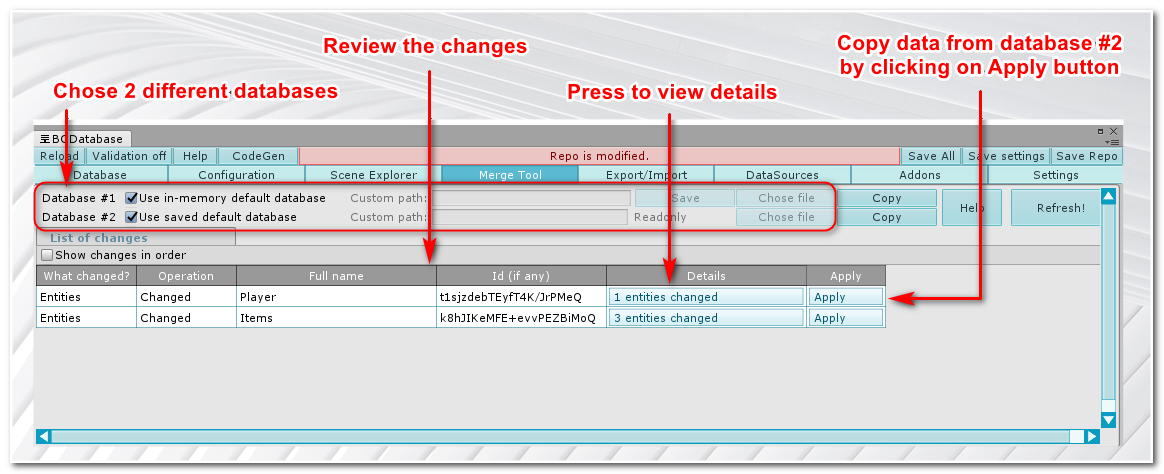 Review the changes
Copy data from database #2
by clicking on Apply button
Chose 2 different databases
Press to view details
BGDatabase
Reload Validation off Help CodeGen Repo is modified. Save All Save settings Save Repo
Database Configuration Scene Explorer Merge Tool Export/Import DataSources Addons Settings
Database #1 Use in-memory default database Custom path: Save Chose file Copy Help Refresh!
Database #2 Use saved default database Custom path: Readonly Chose file Copy
List of changes
Show changes in order
What changed? Operation Full name Id (if any) Details Apply
Entities Changed Player t1sjzdebTEyfT4K/JrPMeQ 1 entities changed Apply
Entities Changed Items k8hJIKeMFE+evvPEZBiMoQ 3 entities changed Apply